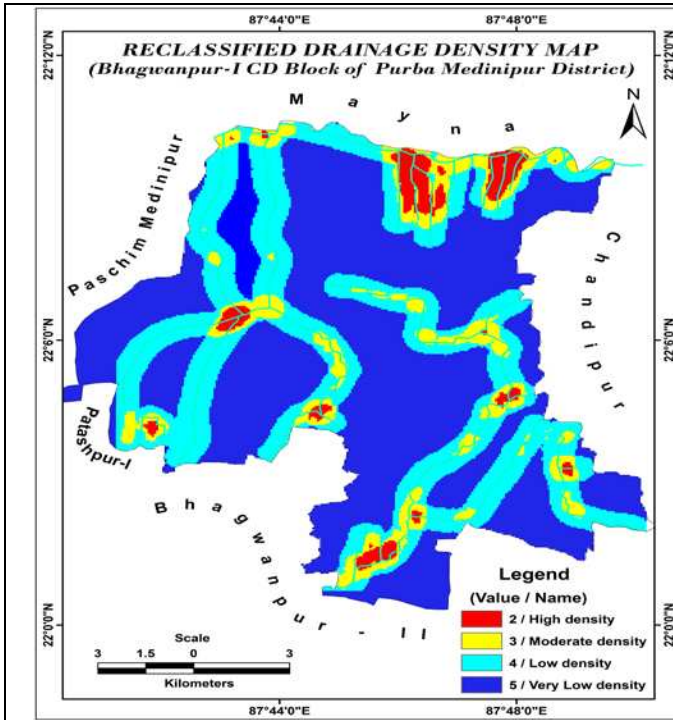 87°44'0"E 87°48'0"E
22°12'0"N 22°12'0"N
RECLASSIFIED DRAINAGE DENSITY MAP
(Bhagwanpur-I CD Block of Purba Medinipur District)
Mayna
N
Paschim Medinipur
Chandipur
22°6'0"N 22°6'0"N
Patashpur-I
Bhagwanpur-II
Legend
(Value / Name)
2 / High density
3 / Moderate density
4 / Low density
5 / Very Low density
22°0'0"N 22°0'0"N
Scale
3 1.5 0 3
Kilometers
87°44'0"E 87°48'0"E